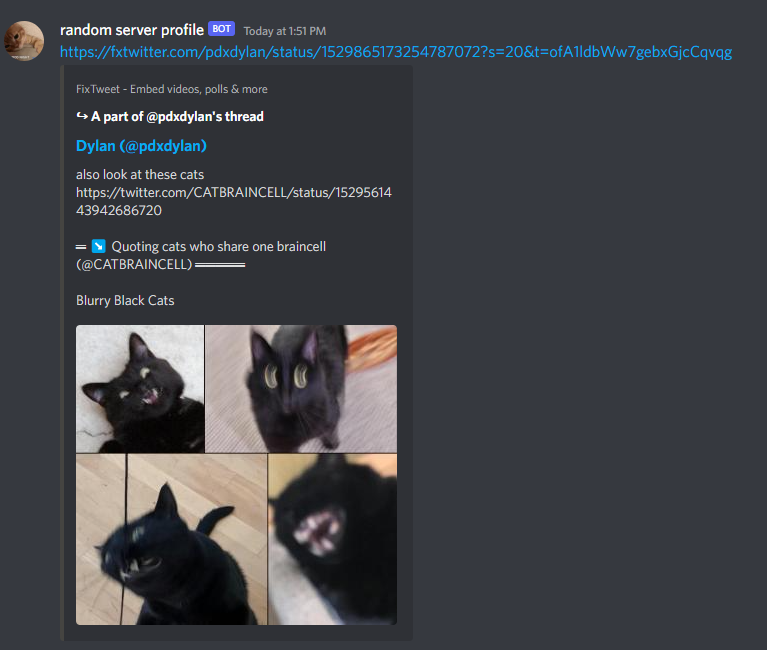 random server profile BOT Today at 1:51 PM
https://fxtwitter.com/pdxdylan/status/1529865173254787072?s=20&t=ofA1ldbWw7gebxGjcCqvqg
FixTweet - Embed videos, polls & more
↪ A part of @pdxdylan's thread
Dylan (@pdxdylan)
also look at these cats
https://twitter.com/CATBRAINCELL/status/15295614
43942686720
═ ↘️ Quoting cats who share one braincell
(@CATBRAINCELL) ══════
Blurry Black Cats